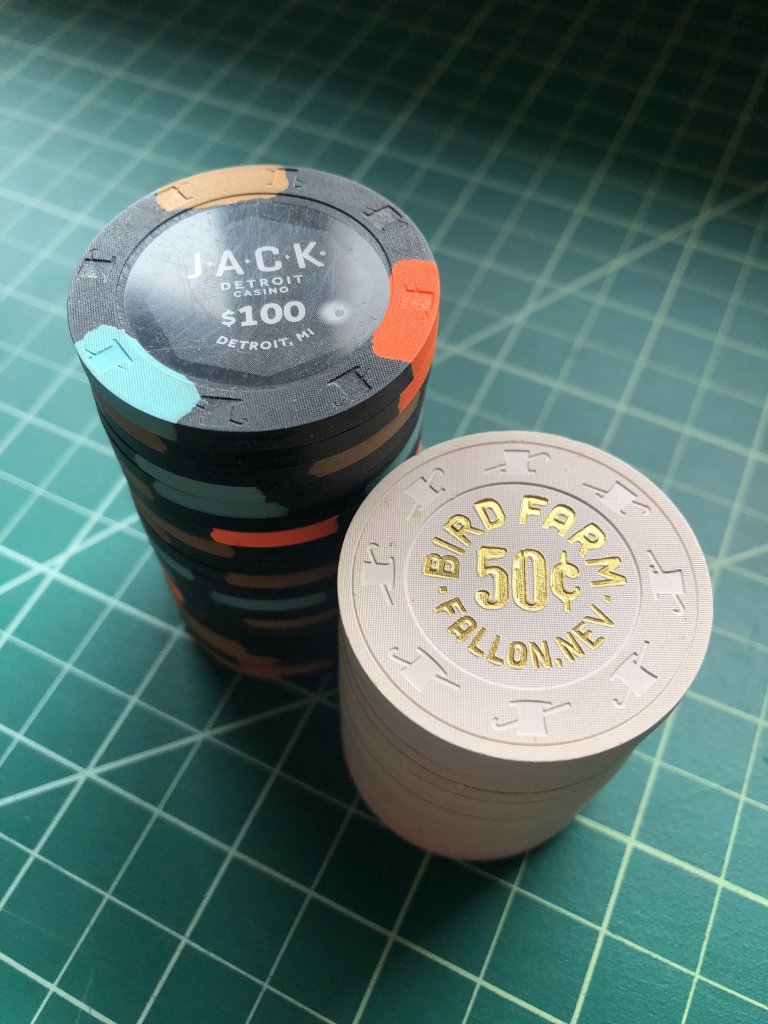 J·A·C·K·
DETROIT
CASINO
$100
DETROIT, MI
·BIRD FARM·
50¢
FALLON, NEV.